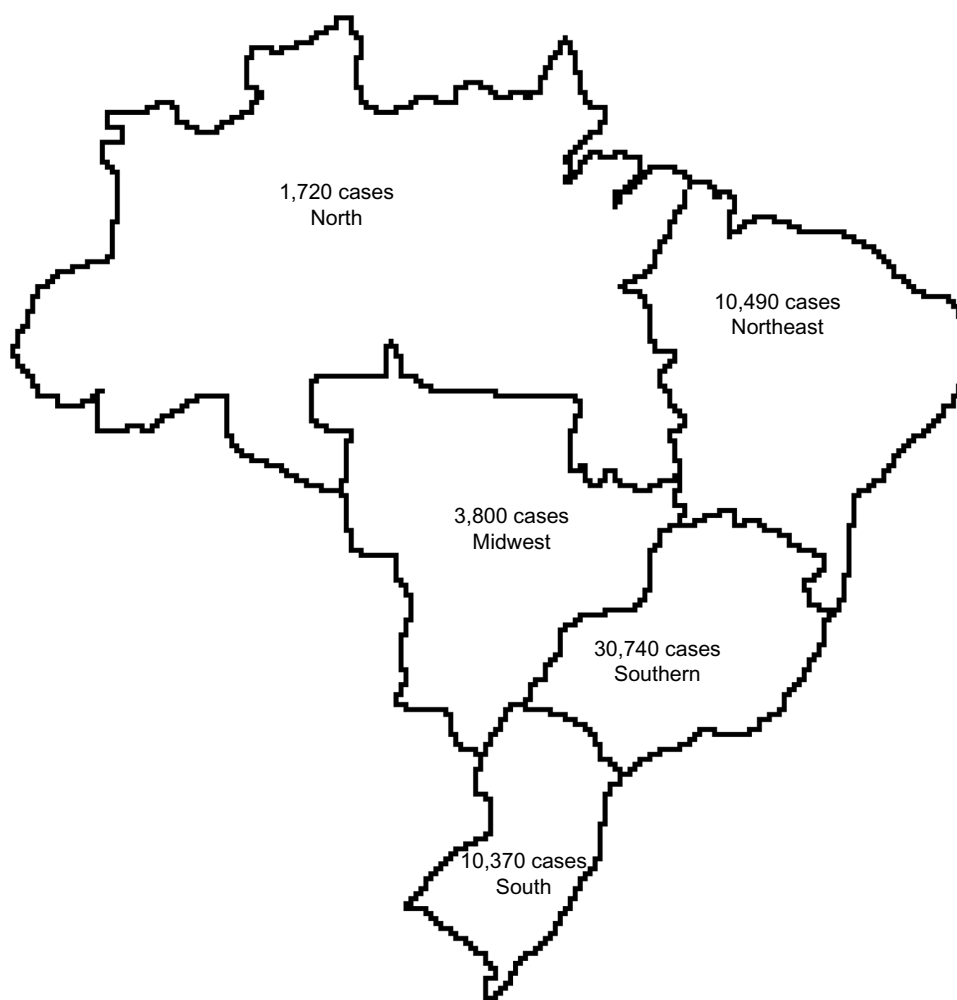 1,720 cases
North
10,490 cases
Northeast
3,800 cases
Midwest
30,740 cases
Southern
10,370 cases
South